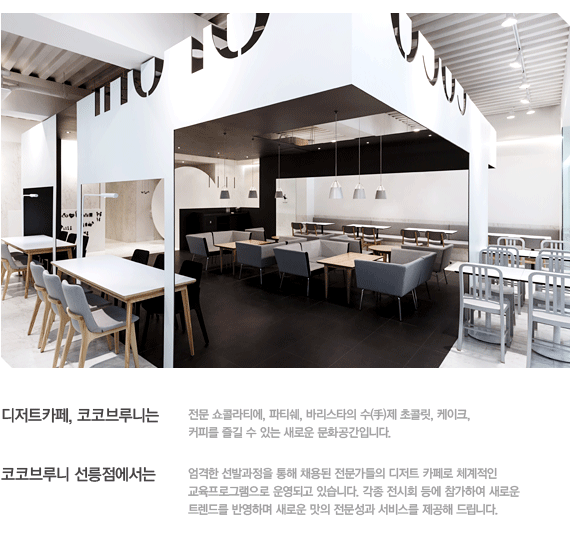 디저트카페, 코코브루니는
전문 쇼콜라티에, 파티쉐, 바리스타의 수(手)제 초콜릿, 케이크,
커피를 즐길 수 있는 새로운 문화공간입니다.
코코브루니 선릉점에서는
엄격한 선발과정을 통해 채용된 전문가들의 디저트 카페로 체계적인
교육프로그램으로 운영되고 있습니다. 각종 전시회 등에 참가하여 새로운
트렌드를 반영하며 새로운 맛의 전문성과 서비스를 제공해 드립니다.